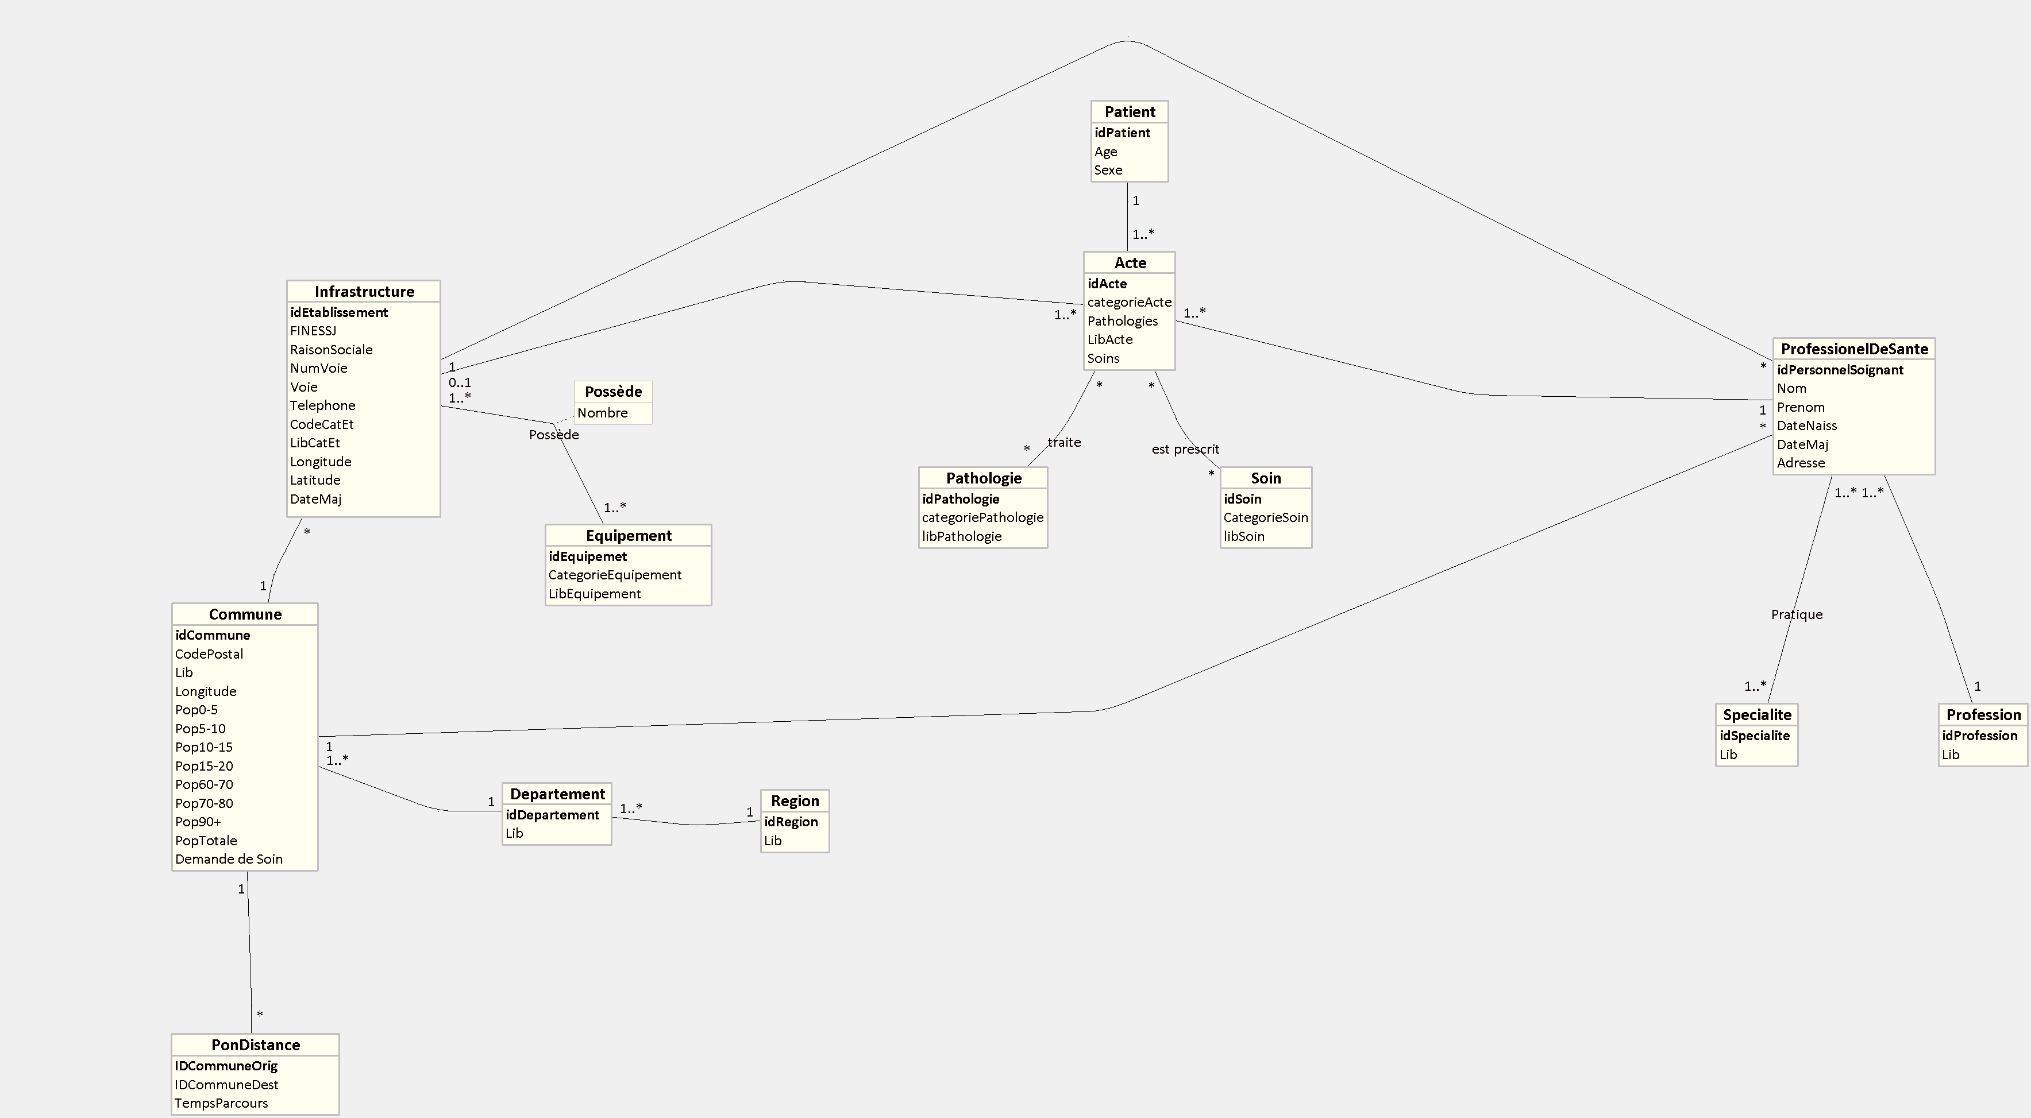 Patient
idPatient
Age
Sexe
1
1..*
Acte
idActe
categorieActe
Pathologies
LibActe
Soins
1..*
1..*
*
*
Infrastructure
idEtablissement
FINESSJ
RaisonSociale
NumVoie
Voie
Telephone
CodeCatEt
LibCatEt
Longitude
Latitude
DateMaj
1
0..1
1..*
*
Possède
Nombre
Possède
1..*
Equipement
idEquipemet
CategorieEquipement
LibEquipement
traite
*
Pathologie
idPathologie
categoriePathologie
libPathologie
est prescrit
*
Soin
idSoin
CategorieSoin
libSoin
ProfessionelDeSante
idPersonnelSoignant
Nom
Prenom
DateNaiss
DateMaj
Adresse
*
1
*
1..*
1..*
Pratique
1..*
1
Specialite
idSpecialite
Lib
Profession
idProfession
Lib
1
Commune
idCommune
CodePostal
Lib
Longitude
Pop0-5
Pop5-10
Pop10-15
Pop15-20
Pop60-70
Pop70-80
Pop90+
PopTotale
Demande de Soin
1
1..*
1
Departement
idDepartement
Lib
1..*
1
Region
idRegion
Lib
1
*
PonDistance
IDCommuneOrig
IDCommuneDest
TempsParcours